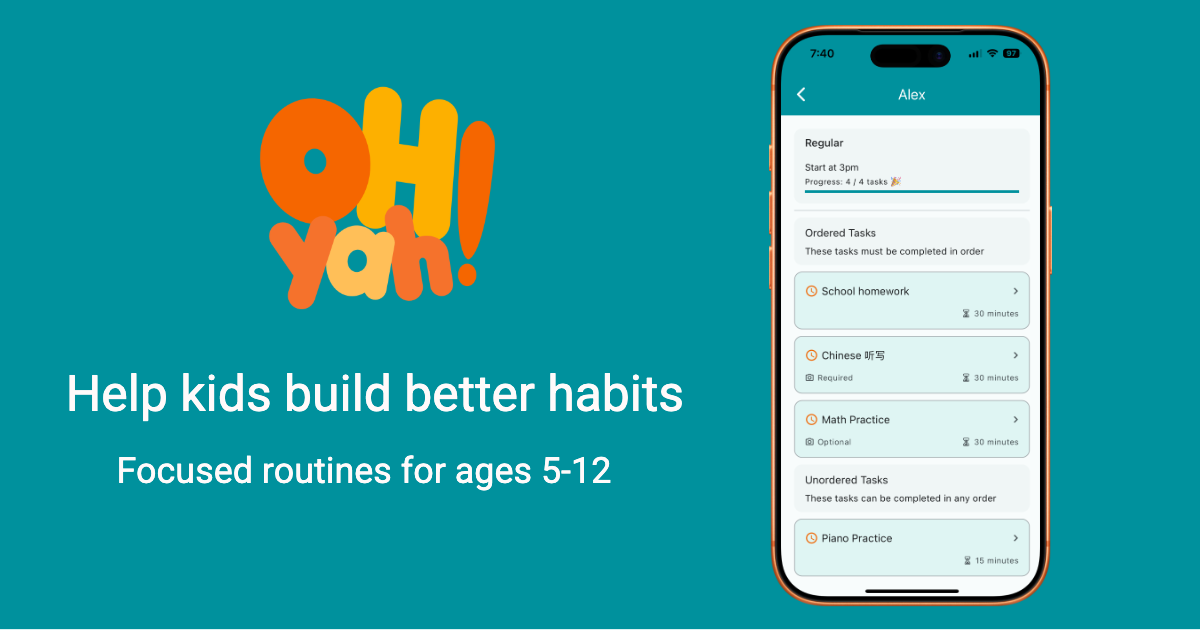 OH!
yah!
Help kids build better habits
Focused routines for ages 5-12
7:40
97
Alex
Regular
Start at 3pm
Progress: 4 / 4 tasks 🎉
Ordered Tasks
These tasks must be completed in order
School homework
30 minutes
Chinese 听写
Required
30 minutes
Math Practice
Optional
30 minutes
Unordered Tasks
These tasks can be completed in any order
Piano Practice
15 minutes